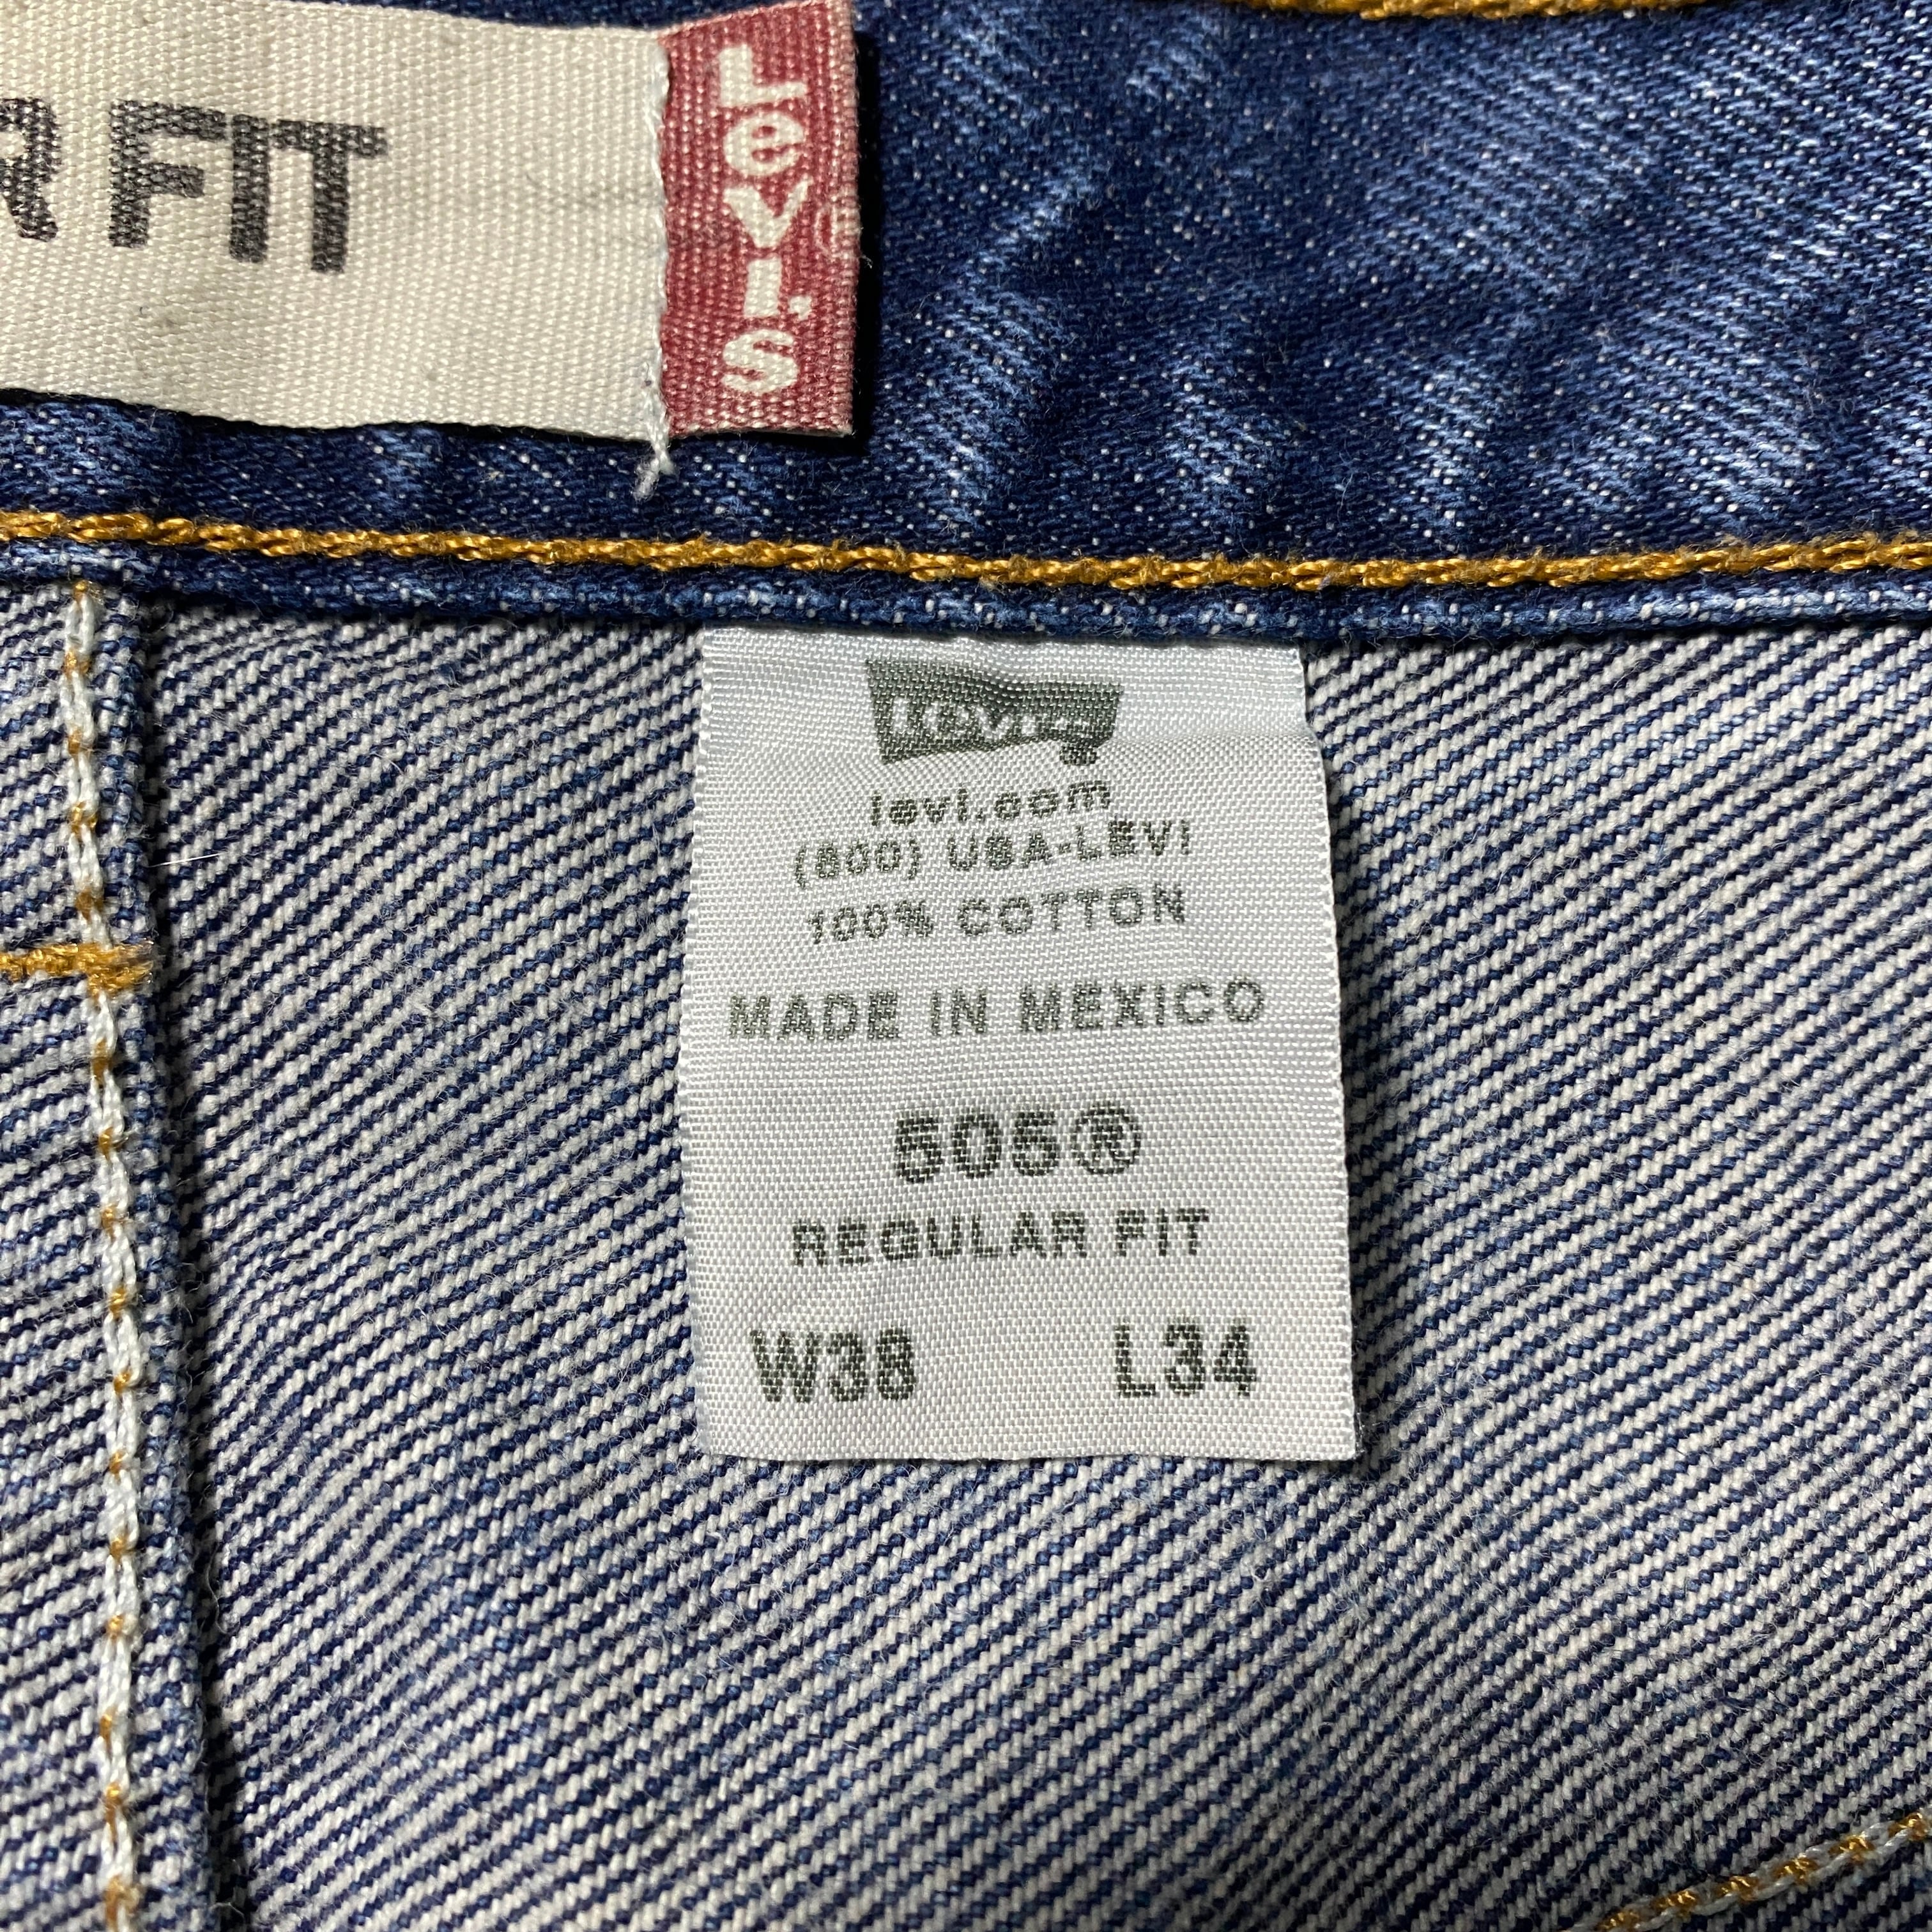 R FIT
Levi's
Levi's®
levi.com
(800) USA-LEVI
100% COTTON
MADE IN MEXICO
505®
REGULAR FIT
W38 L34